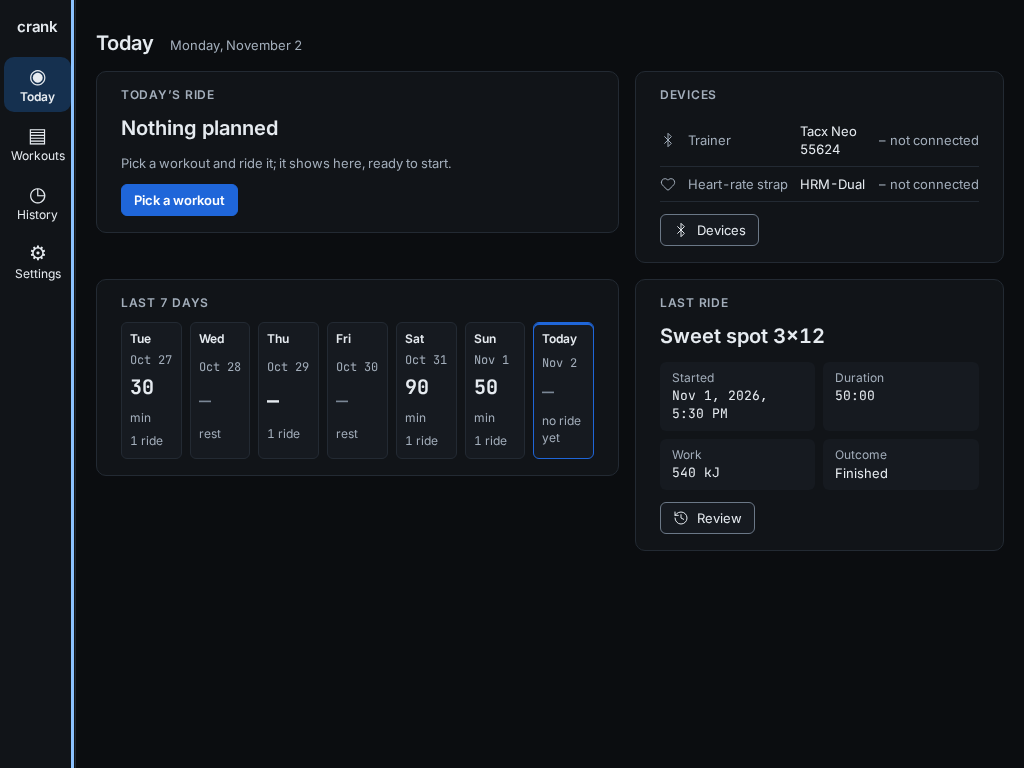 crank
Today
Workouts
History
Settings
Today Monday, November 2
TODAY'S RIDE
Nothing planned
Pick a workout and ride it; it shows here, ready to start.
Pick a workout
DEVICES
Trainer Tacx Neo 55624 – not connected
Heart-rate strap HRM-Dual – not connected
Devices
LAST 7 DAYS
Tue
Oct 27
30
min
1 ride
Wed
Oct 28
—
rest
Thu
Oct 29
—
1 ride
Fri
Oct 30
—
rest
Sat
Oct 31
90
min
1 ride
Sun
Nov 1
50
min
1 ride
Today
Nov 2
—
no ride
yet
LAST RIDE
Sweet spot 3×12
Started
Nov 1, 2026,
5:30 PM
Duration
50:00
Work
540 kJ
Outcome
Finished
Review